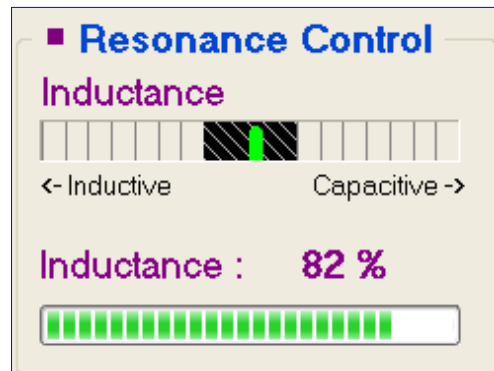 Resonance Control
Inductance
<- Inductive Capacitive ->
Inductance : 82 %